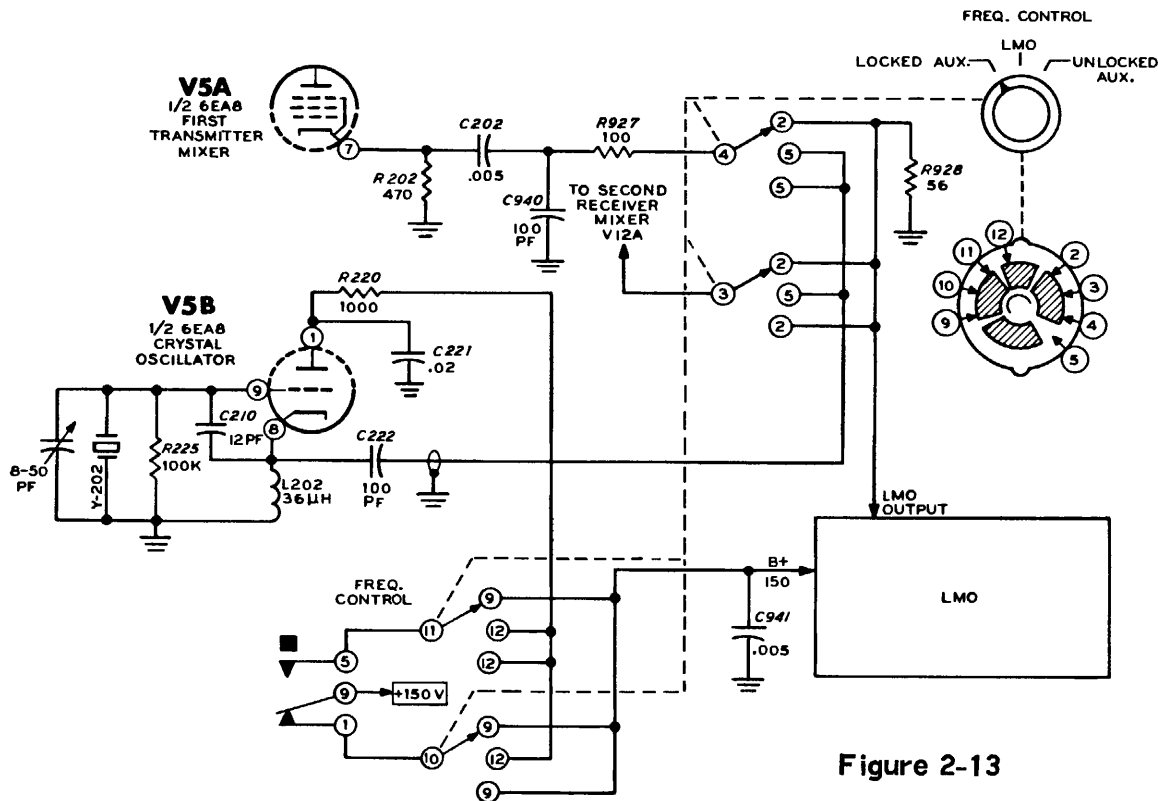 FREQ. CONTROL
LMO
LOCKED AUX.
UNLOCKED
AUX.
V5A
1/2 6EA8
FIRST
TRANSMITTER
MIXER
7
R202
470
C202
.005
C940
100
PF
R927
100
4
2
5
5
R928
56
TO SECOND
RECEIVER
MIXER
V12A
3
2
5
2
12
11
10
9
2
3
4
5
V5B
1/2 6EA8
CRYSTAL
OSCILLATOR
R220
1000
1
C221
.02
9
8
8-50
PF
Y-202
R225
100K
C210
12PF
L202
36µH
C222
100
PF
LMO
OUTPUT
B+
150
LMO
C941
.005
FREQ.
CONTROL
11
9
12
12
5
9
+150 V
1
10
9
12
9
Figure 2-13